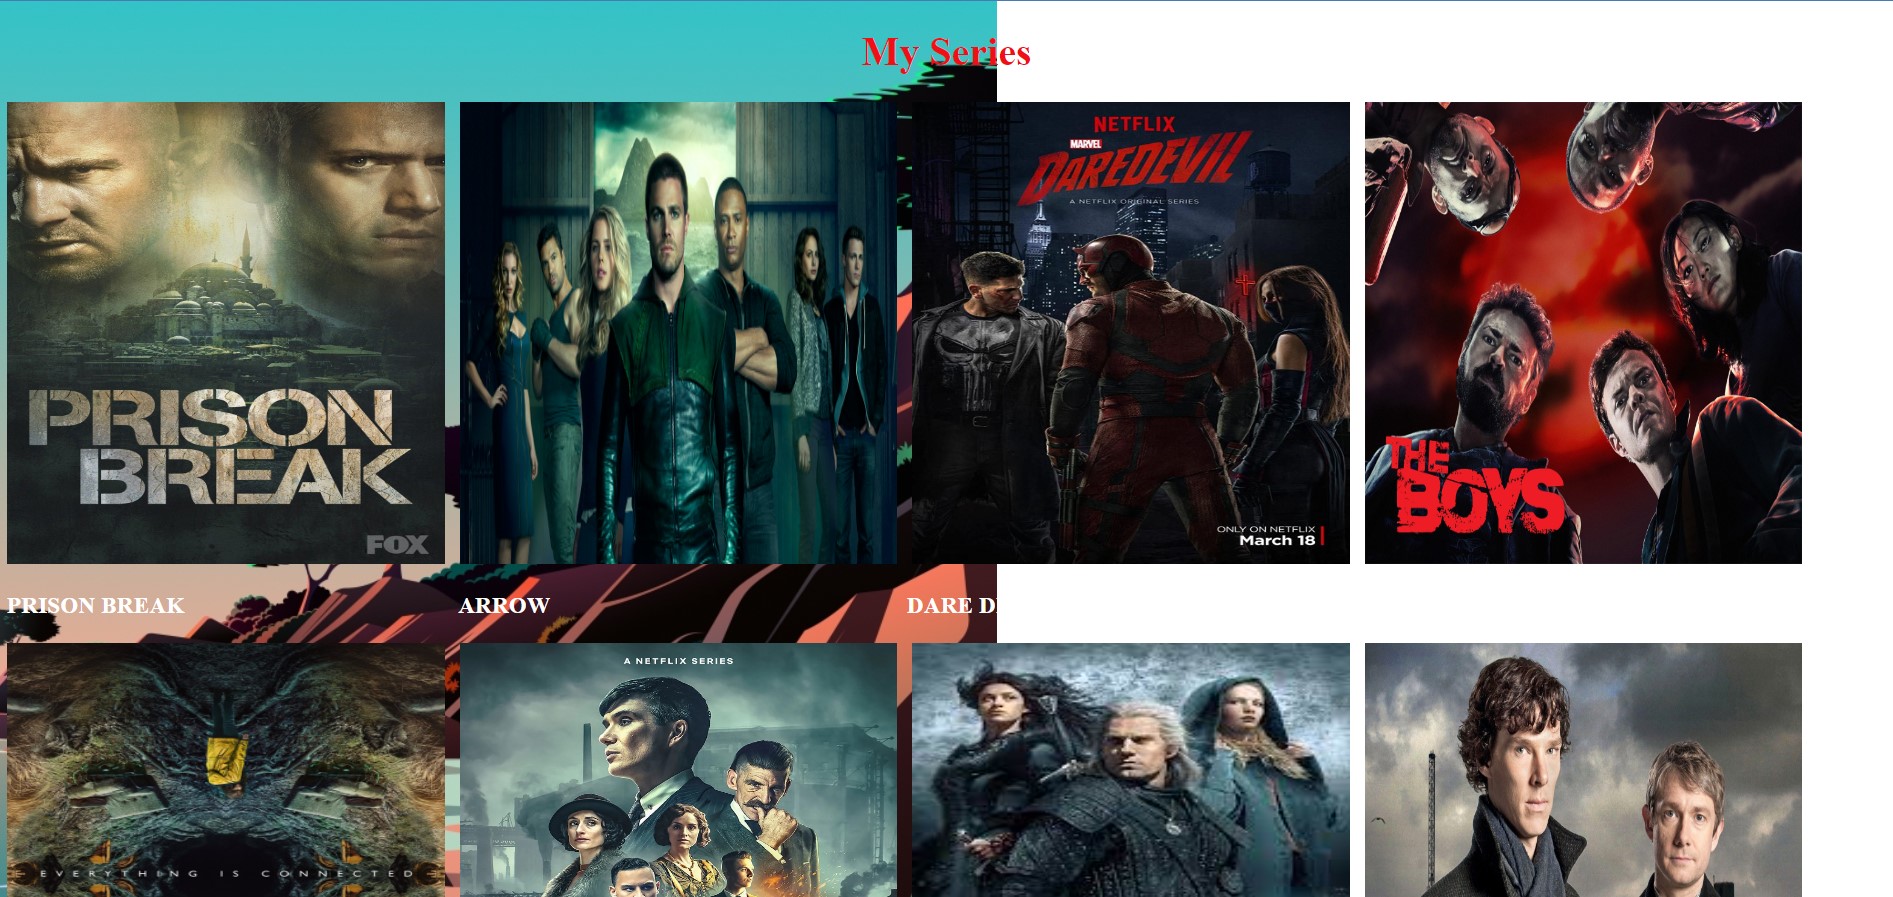 My Series
PRISON
BREAK
FOX
NETFLIX
MARVEL
DAREDEVIL
A NETFLIX ORIGINAL SERIES
ONLY ON NETFLIX
March 18
THE
BOYS
PRISON BREAK
ARROW
DARE D
EVERYTHING IS CONNECTED
A NETFLIX SERIES